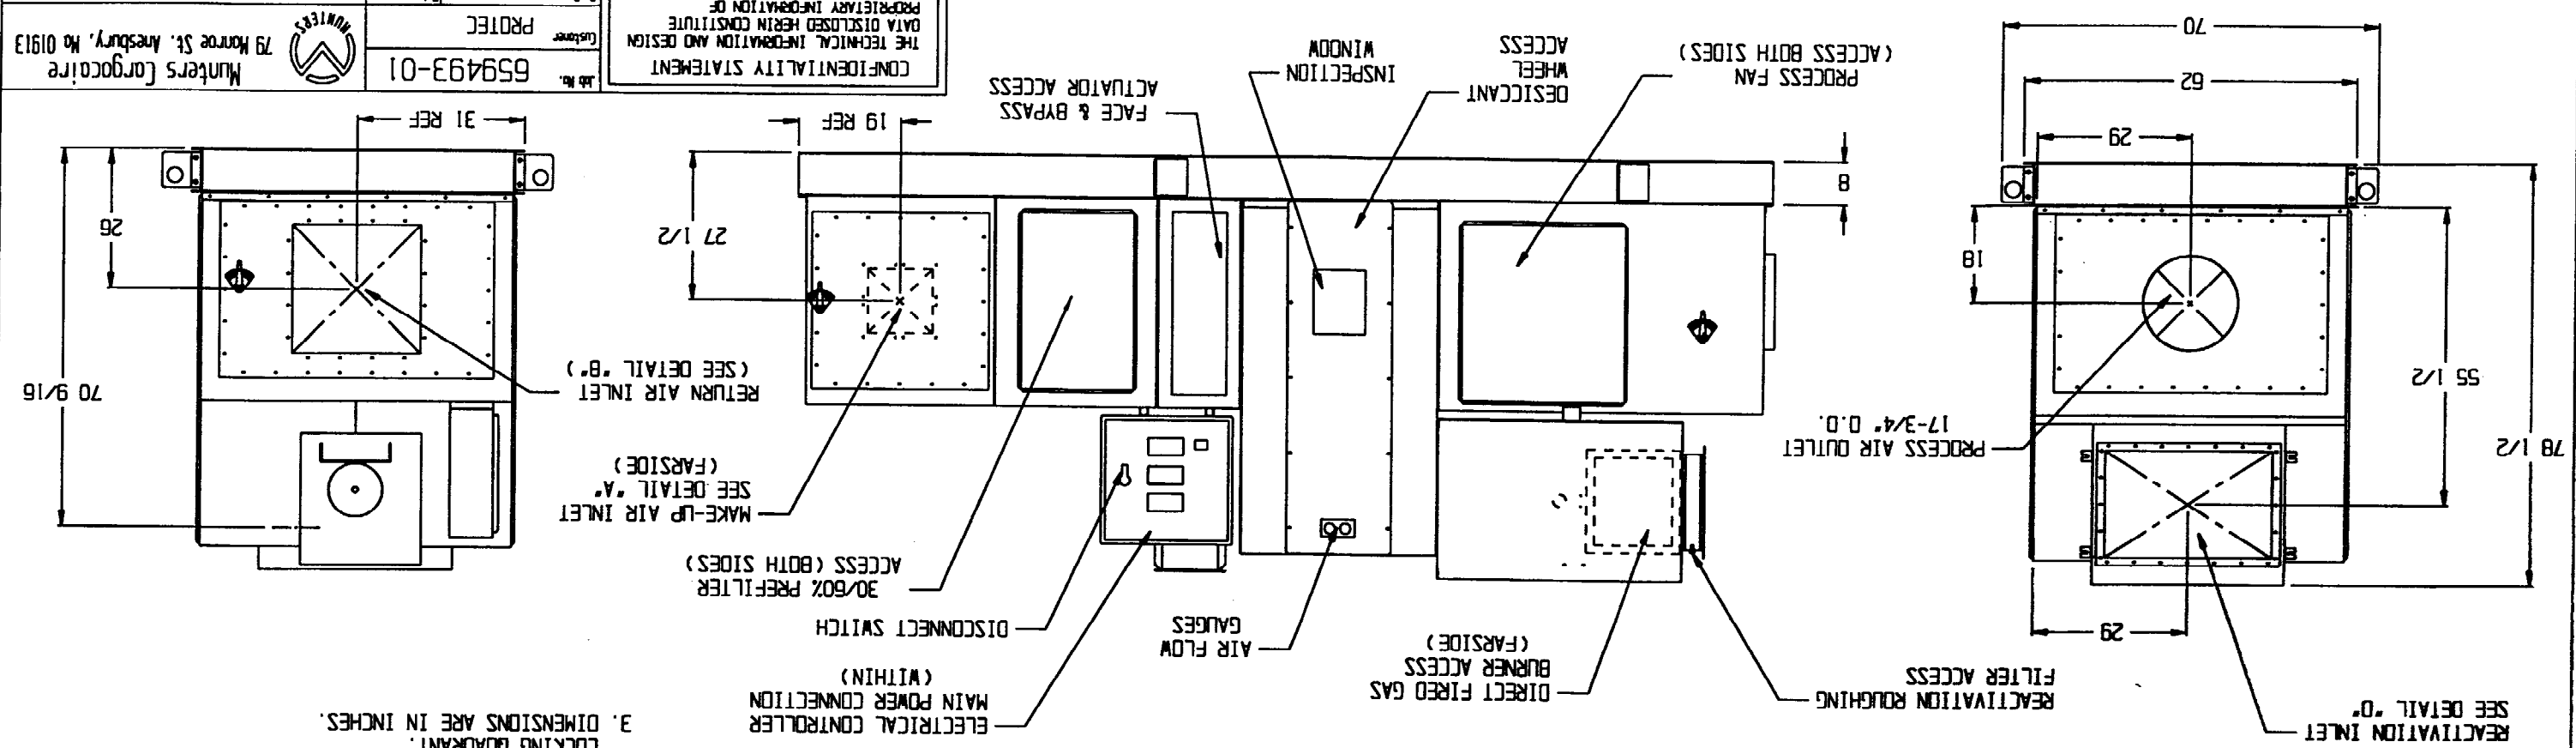 REACTIVATION INLET
SEE DETAIL "D"
29
78 1/2
55 1/2
18
29
62
70
PROCESS AIR OUTLET
17-3/4" O.D.
REACTIVATION ROUGHING
FILTER ACCESS
DIRECT FIRED GAS
BURNER ACCESS
(FARSIDE)
AIR FLOW
GAUGES
ELECTRICAL CONTROLLER
MAIN POWER CONNECTION
(WITHIN)
DISCONNECT SWITCH
30/60% PREFILTER
ACCESS (BOTH SIDES)
MAKE-UP AIR INLET
SEE DETAIL "A"
(FARSIDE)
RETURN AIR INLET
(SEE DETAIL "B")
8
27 1/2
19 REF
PROCESS FAN
(ACCESS BOTH SIDES)
DESICCANT
WHEEL
ACCESS
INSPECTION
WINDOW
FACE & BYPASS
ACTUATOR ACCESS
LOCKING QUADRANT.
3. DIMENSIONS ARE IN INCHES.
70 9/16
26
31 REF
CONFIDENTIALITY STATEMENT
THE TECHNICAL INFORMATION AND DESIGN
DATA DISCLOSED HERIN CONSTITUTE
PROPRIETARY INFORMATION OF
Job No. 659493-01
Customer PROTEC
MUNTERS
Munters Cargocaire
79 Monroe St. Amesbury, Ma 01913